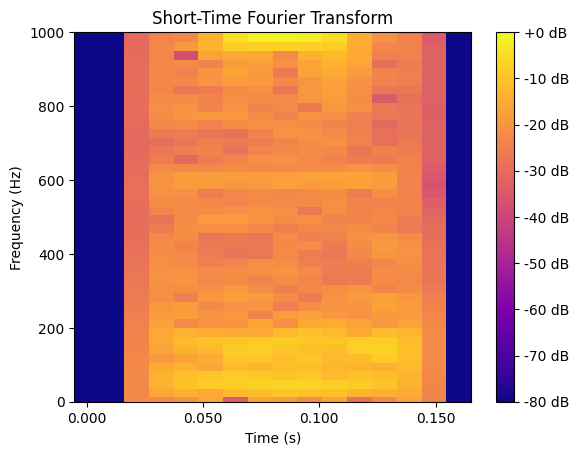 Short-Time Fourier Transform
1000
800
600
400
200
0
Frequency (Hz)
0.000
0.050
0.100
0.150
Time (s)
+0 dB
-10 dB
-20 dB
-30 dB
-40 dB
-50 dB
-60 dB
-70 dB
-80 dB